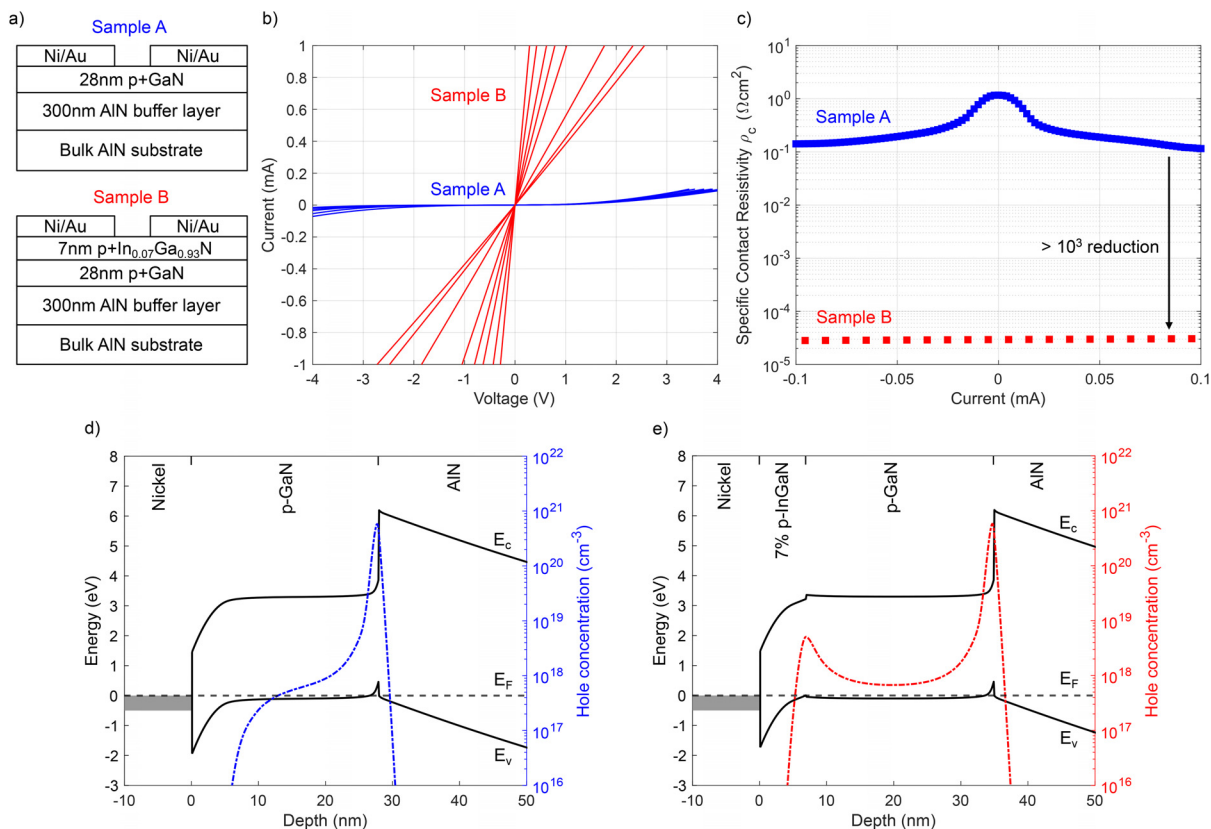 a)
Sample A
Ni/Au Ni/Au
28nm p+GaN
300nm AlN buffer layer
Bulk AlN substrate
Sample B
Ni/Au Ni/Au
7nm p+In0.07Ga0.93N
28nm p+GaN
300nm AlN buffer layer
Bulk AlN substrate
b)
1
0.8
0.6
0.4
0.2
0
-0.2
-0.4
-0.6
-0.8
-1
Current (mA)
Sample B
Sample A
-4 -3 -2 -1 0 1 2 3 4
Voltage (V)
c)
10^1
10^0
10^-1
10^-2
10^-3
10^-4
10^-5
Specific Contact Resistivity ρc (Ωcm²)
Sample A
> 10³ reduction
Sample B
-0.1 -0.05 0 0.05 0.1
Current (mA)
d)
8
7
6
5
4
3
2
1
0
-1
-2
-3
Energy (eV)
Nickel
p-GaN
AlN
Ec
EF
Ev
10^22
10^21
10^20
10^19
10^18
10^17
10^16
Hole concentration (cm^-3)
-10 0 10 20 30 40 50
Depth (nm)
e)
8
7
6
5
4
3
2
1
0
-1
-2
-3
Energy (eV)
Nickel
7% p-InGaN
p-GaN
AlN
Ec
EF
Ev
10^22
10^21
10^20
10^19
10^18
10^17
10^16
Hole concentration (cm^-3)
-10 0 10 20 30 40 50
Depth (nm)